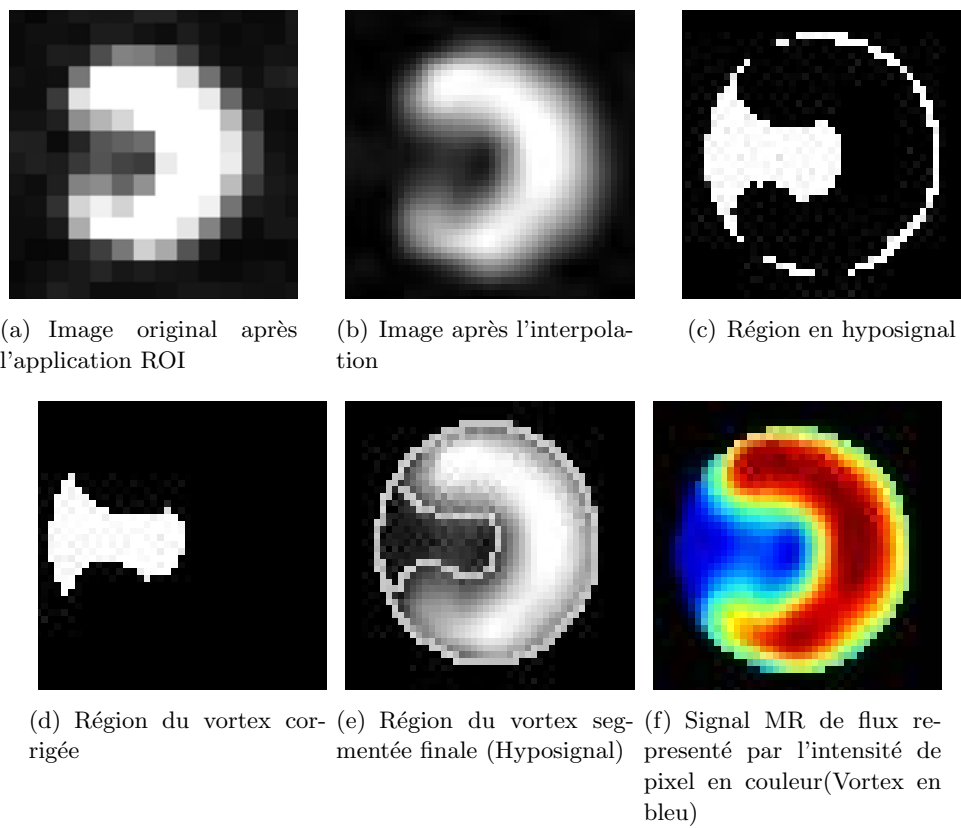 (a) Image original après
l'application ROI
(b) Image après l'interpola-
tion
(c) Région en hyposignal
(d) Région du vortex cor-
rigée
(e) Région du vortex seg-
mentée finale (Hyposignal)
(f) Signal MR de flux re-
presenté par l'intensité de
pixel en couleur(Vortex en
bleu)